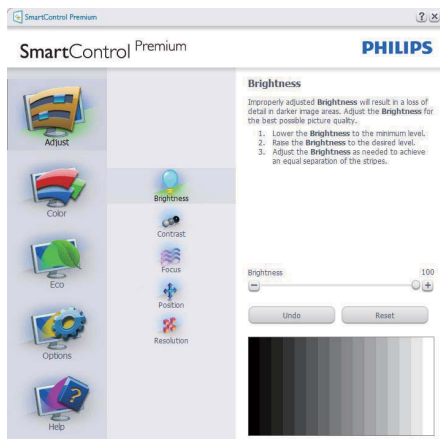 SmartControl Premium
? x
SmartControl Premium
PHILIPS
Adjust
Color
Eco
Options
Help
Brightness
Contrast
Focus
Position
Resolution
Brightness
Improperly adjusted Brightness will result in a loss of
detail in darker image areas. Adjust the Brightness for
the best possible picture quality.
1. Lower the Brightness to the minimum level.
2. Raise the Brightness to the desired level.
3. Adjust the Brightness as needed to achieve
an equal separation of the stripes.
Brightness 100
Undo Reset